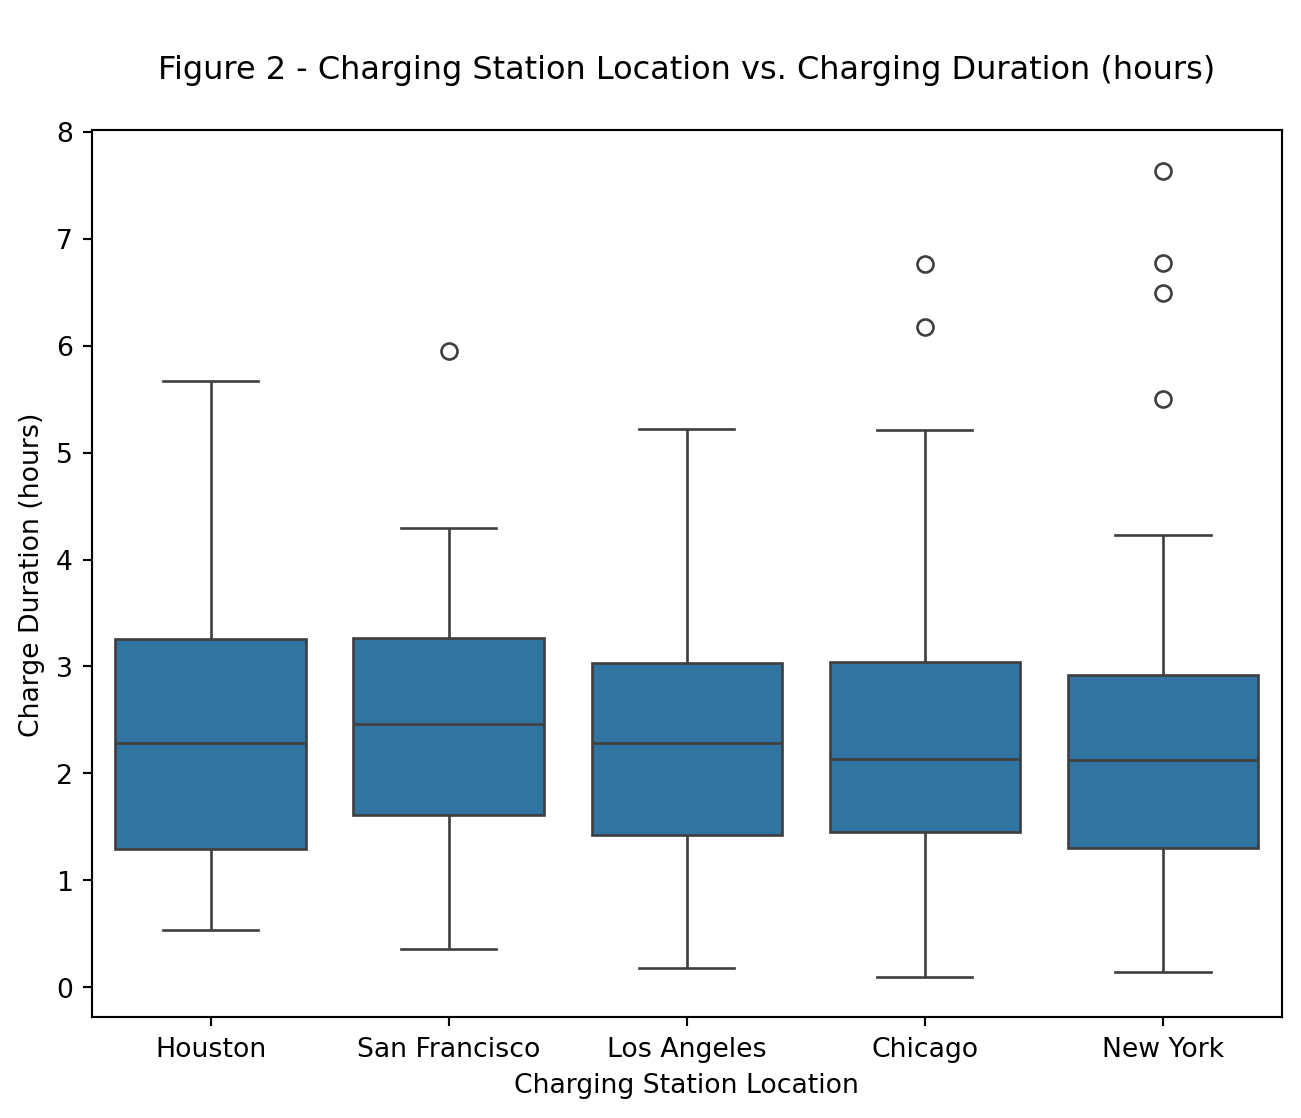 Figure 2 - Charging Station Location vs. Charging Duration (hours)
8
7
6
5
4
3
2
1
0
Charge Duration (hours)
Houston San Francisco Los Angeles Chicago New York
Charging Station Location